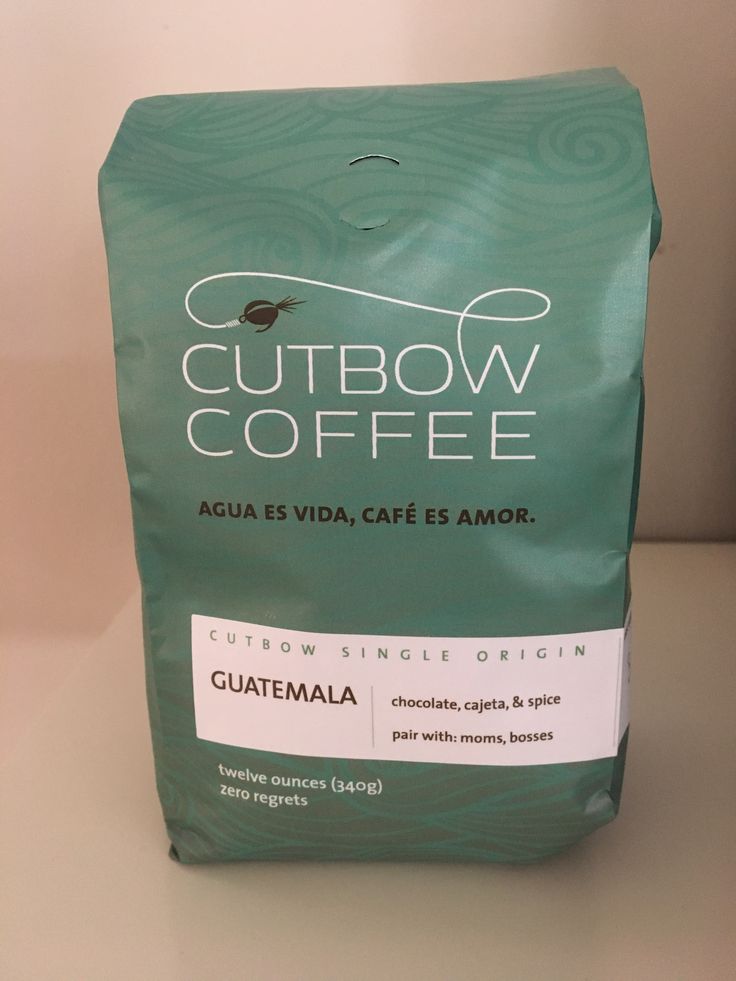 CUTBOW
COFFEE
AGUA ES VIDA, CAFÉ ES AMOR.
CUTBOW SINGLE ORIGIN
GUATEMALA
chocolate, cajeta, & spice
pair with: moms, bosses
twelve ounces (340g)
zero regrets